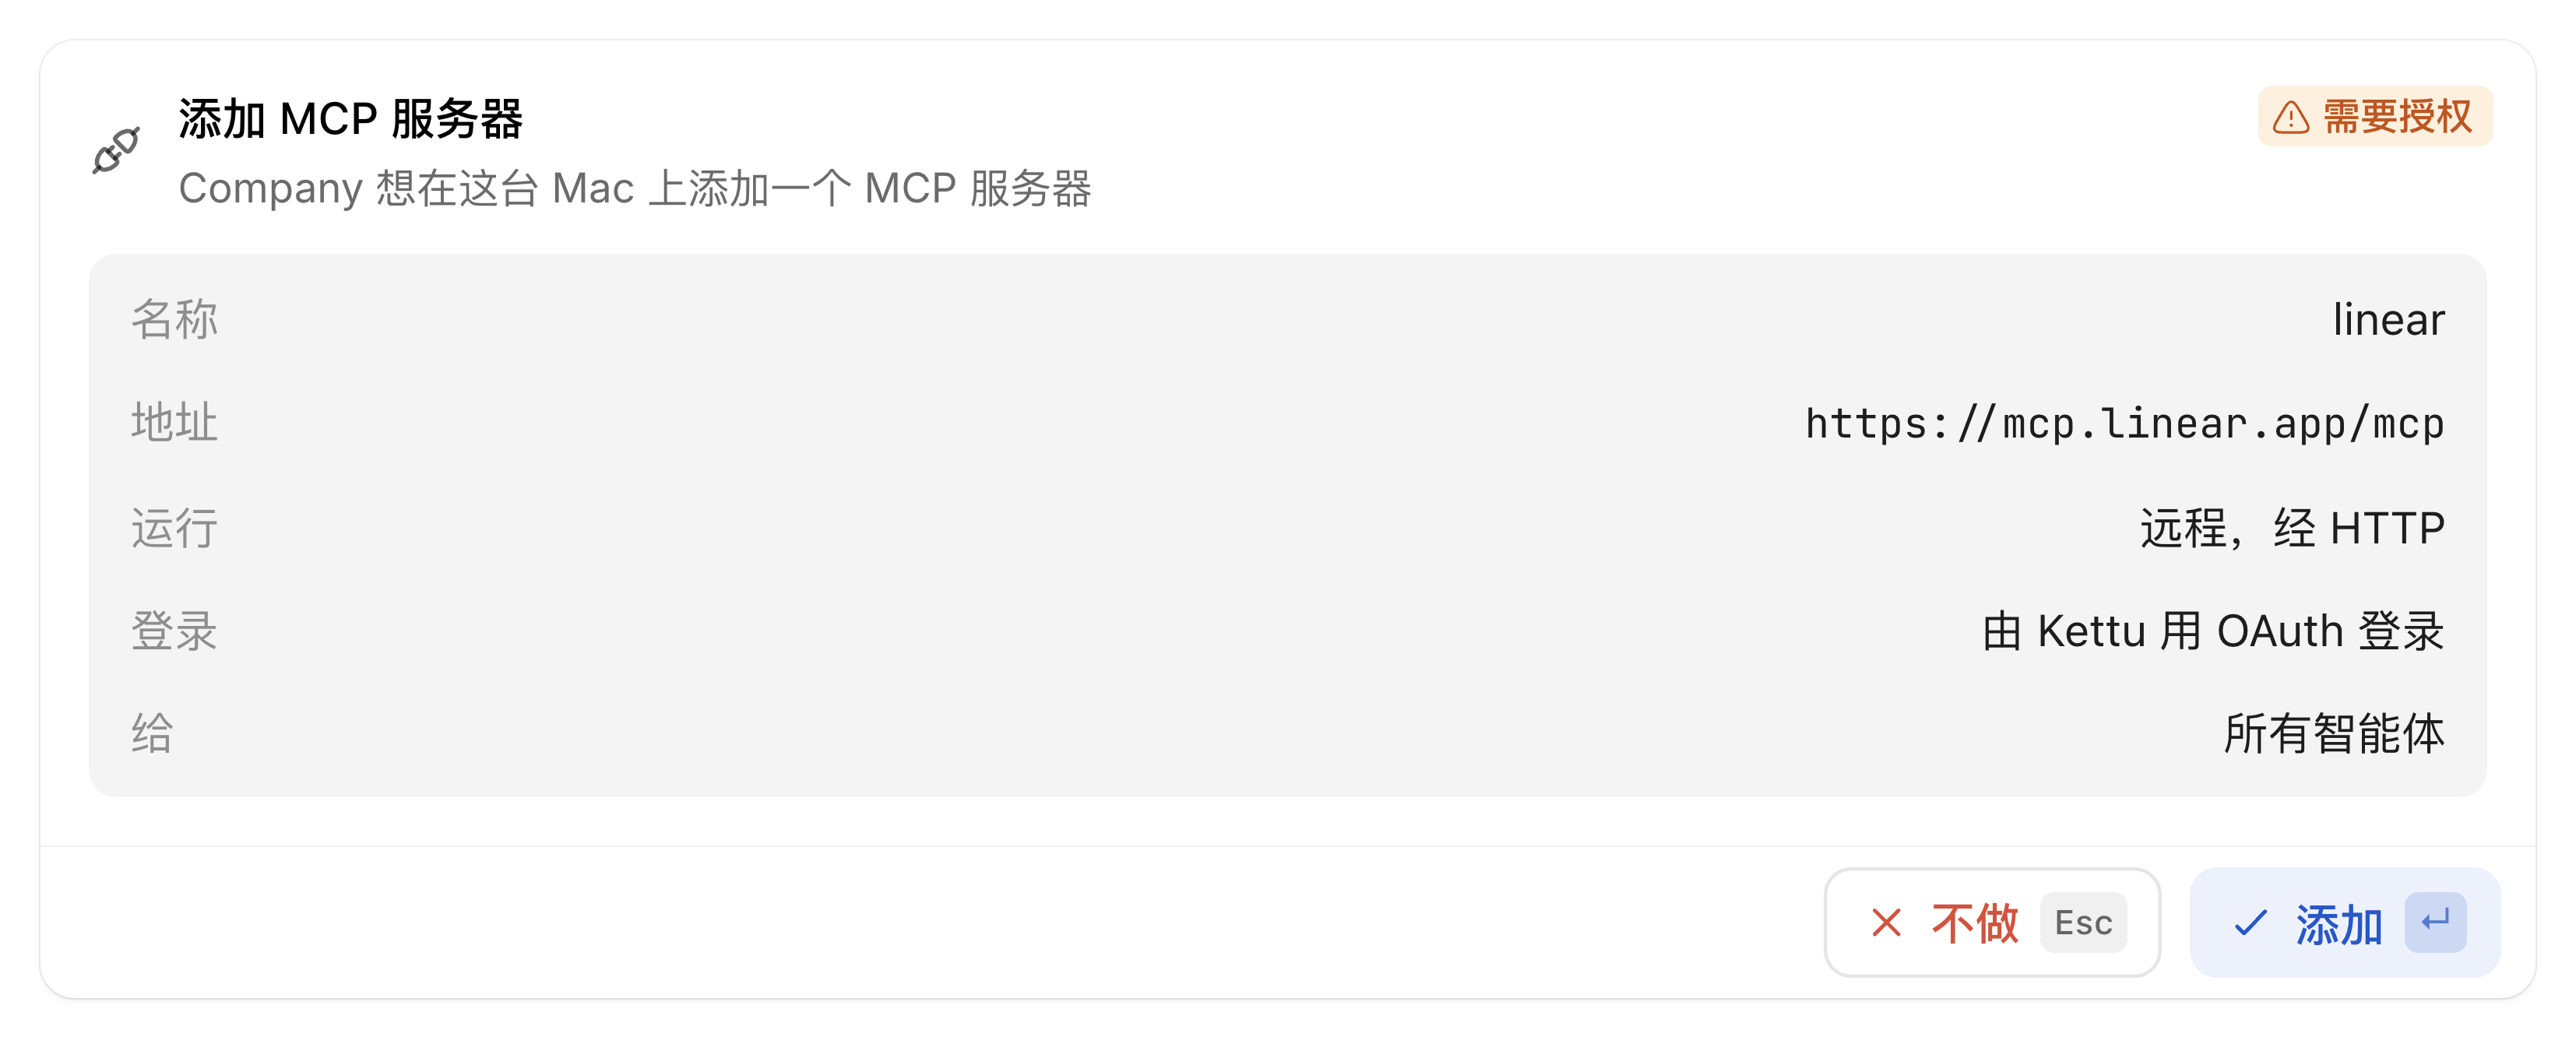 添加 MCP 服务器
需要授权
Company 想在这台 Mac 上添加一个 MCP 服务器
名称 linear
地址 https://mcp.linear.app/mcp
运行 远程，经 HTTP
登录 由 Kettu 用 OAuth 登录
给 所有智能体
不做 Esc
添加